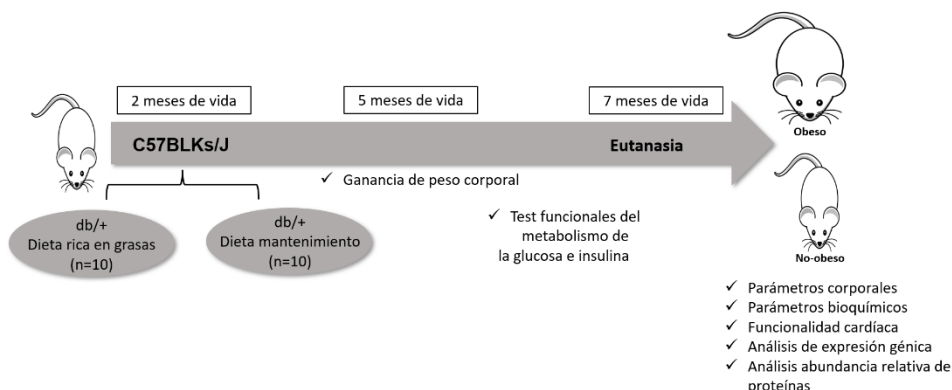 2 meses de vida
5 meses de vida
7 meses de vida
C57BLKs/J
Eutanasia
Obeso
✓ Ganancia de peso corporal
db/+
Dieta rica en grasas
(n=10)
db/+
Dieta mantenimiento
(n=10)
✓ Test funcionales del
metabolismo de
la glucosa e insulina
No-obeso
✓ Parámetros corporales
✓ Parámetros bioquímicos
✓ Funcionalidad cardíaca
✓ Análisis de expresión génica
✓ Análisis abundancia relativa de
proteínas